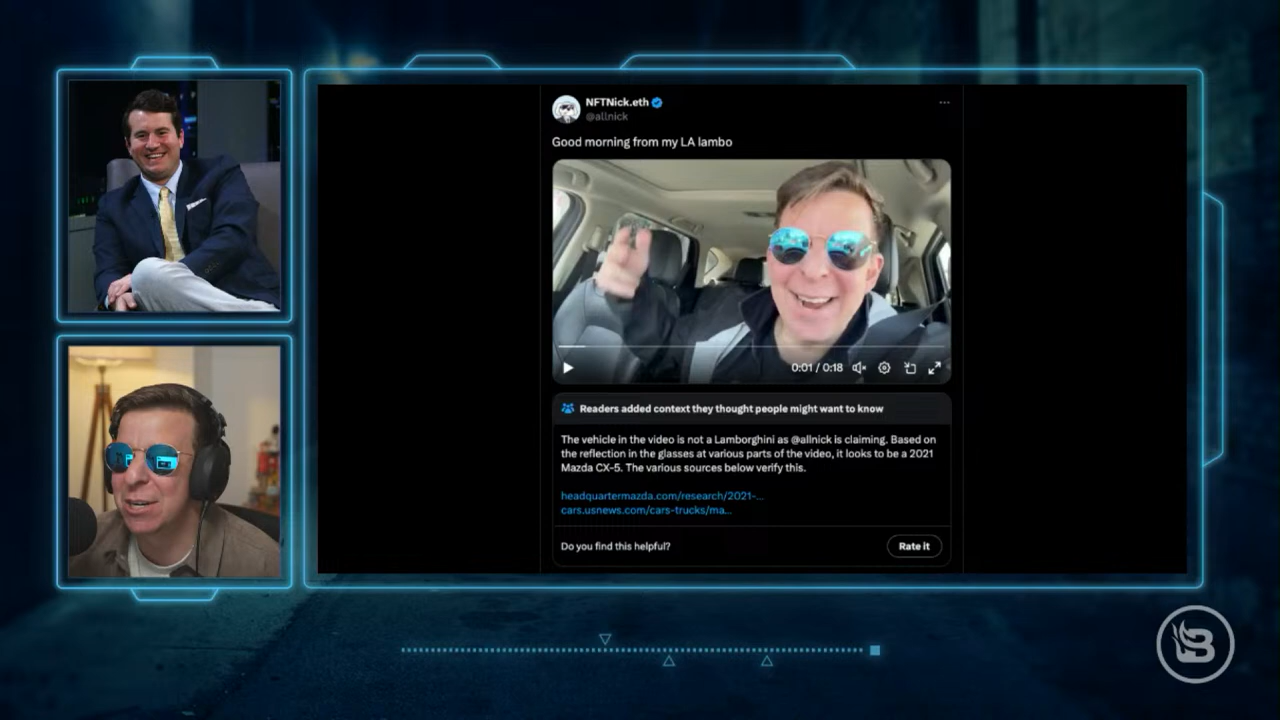 NFTNick.eth
@allnick
Good morning from my LA lambo
0:01 / 0:18
Readers added context they thought people might want to know
The vehicle in the video is not a Lamborghini as @allnick is claiming. Based on
the reflection in the glasses at various parts of the video, it looks to be a 2021
Mazda CX-5. The various sources below verify this.
headquartermazda.com/research/2021-...
cars.usnews.com/cars-trucks/ma...
Do you find this helpful?
Rate it
B